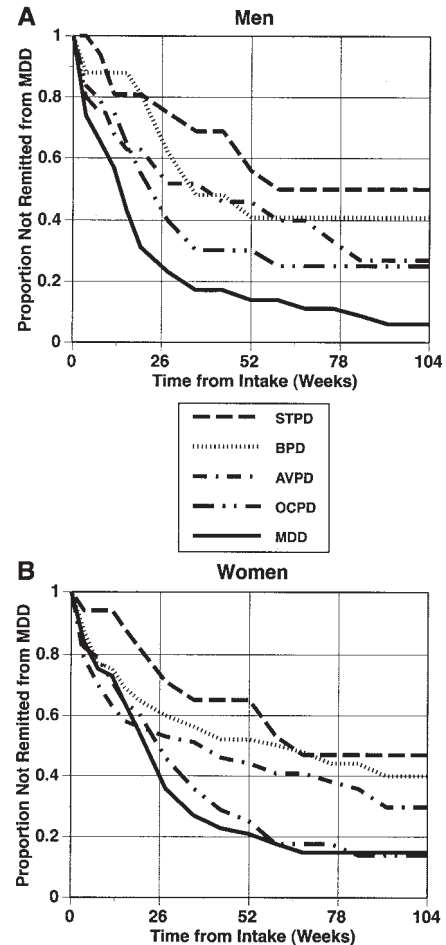 A
Men
Proportion Not Remitted from MDD
1
0.8
0.6
0.4
0.2
0
0 26 52 78 104
Time from Intake (Weeks)
STPD
BPD
AVPD
OCPD
MDD
B
Women
Proportion Not Remitted from MDD
1
0.8
0.6
0.4
0.2
0
0 26 52 78 104
Time from Intake (Weeks)